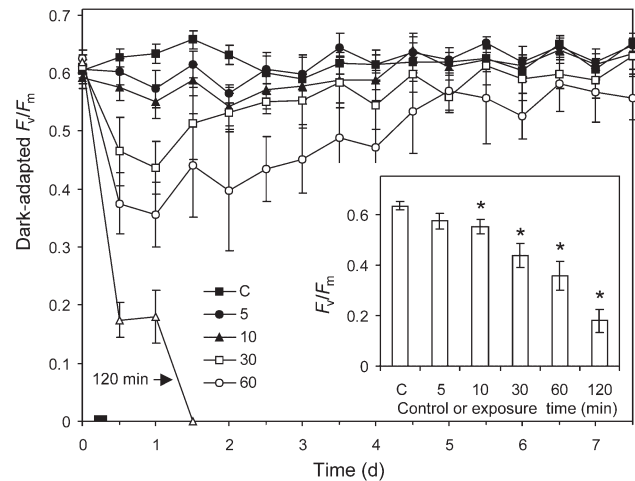 0.7
0.6
0.5
0.4
0.3
0.2
0.1
0
Dark-adapted Fv/Fm
C
5
10
30
60
120 min
0 1 2 3 4 5 6 7
Time (d)
0.6
0.4
0.2
0
Fv/Fm
* * * *
C 5 10 30 60 120
Control or exposure time (min)